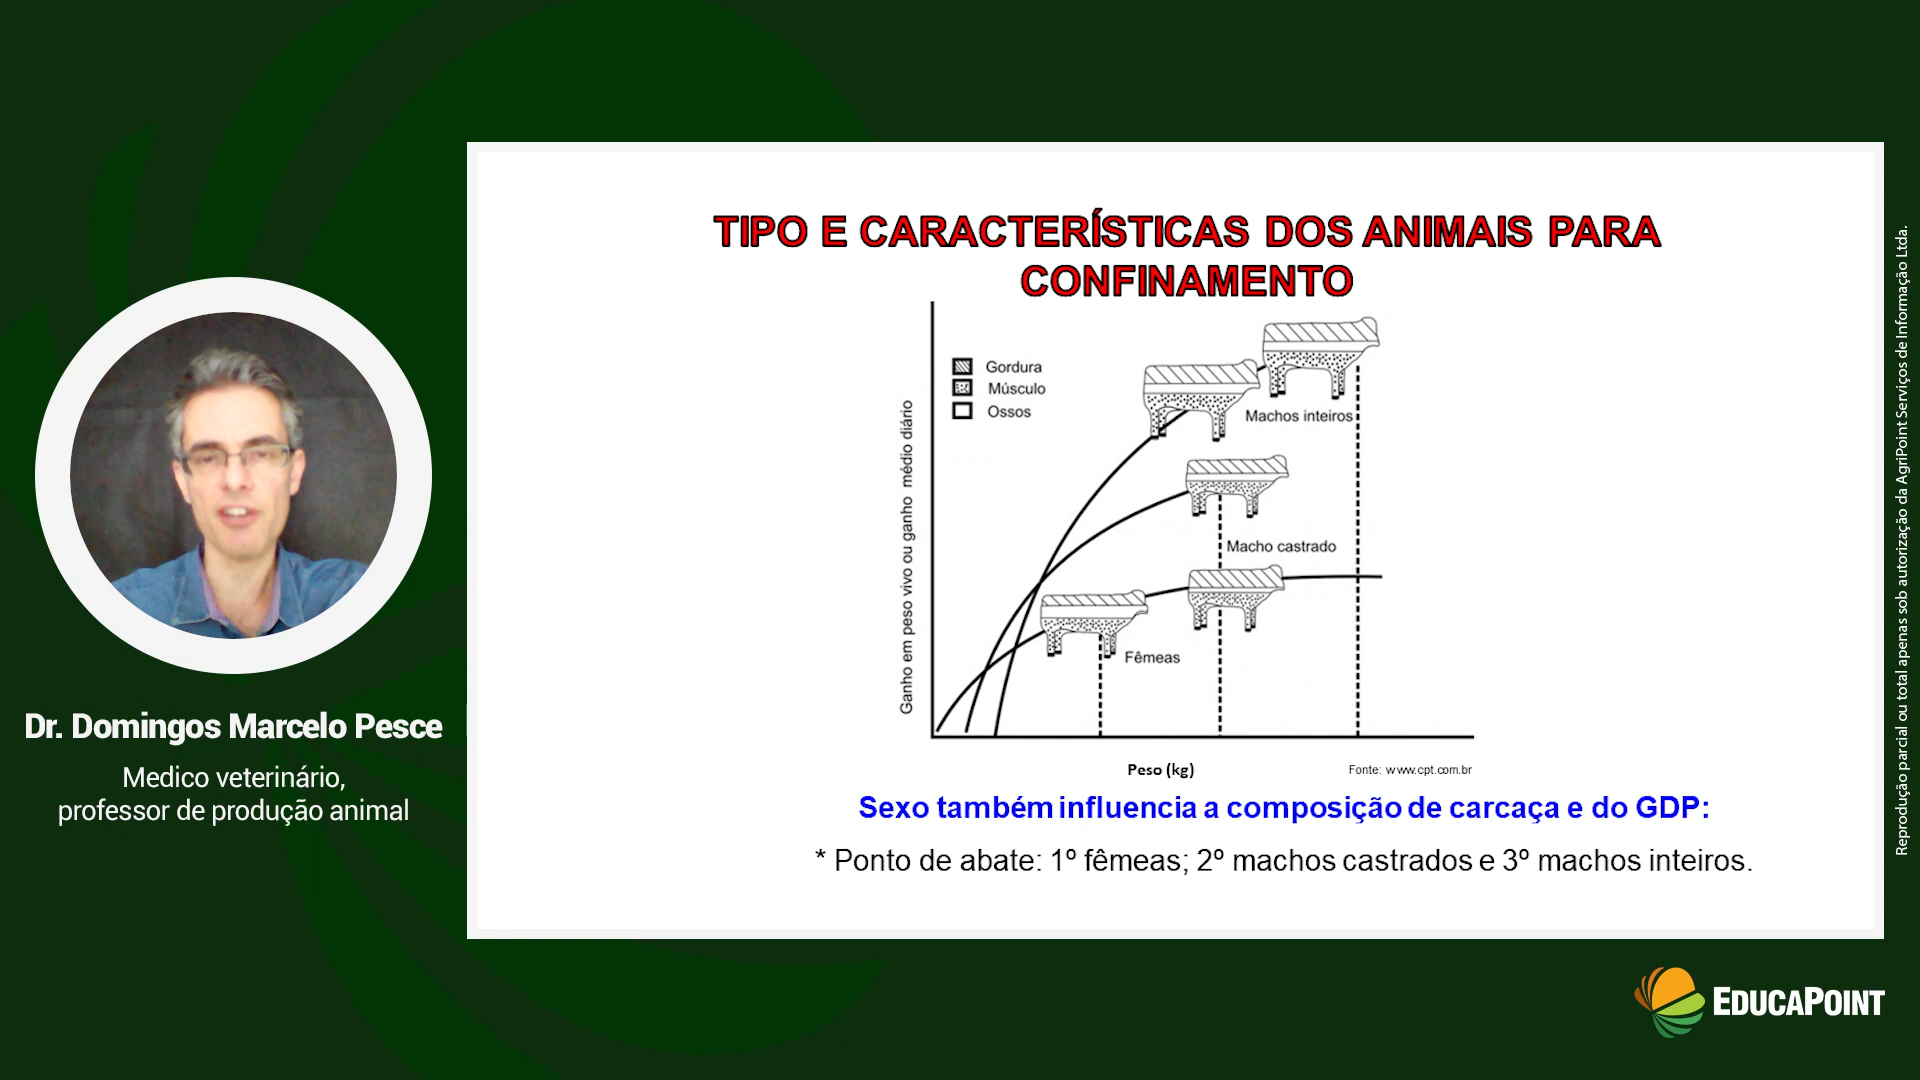 TIPO E CARACTERÍSTICAS DOS ANIMAIS PARA
CONFINAMENTO
Gordura
Músculo
Ossos
Ganho em peso vivo ou ganho médio diário
Machos inteiros
Macho castrado
Fêmeas
Peso (kg)
Fonte: www.cpt.com.br
Sexo também influencia a composição de carcaça e do GDP:
* Ponto de abate: 1º fêmeas; 2º machos castrados e 3º machos inteiros.
Dr. Domingos Marcelo Pesce
Medico veterinário,
professor de produção animal
Reprodução parcial ou total apenas sob autorização da AgriPoint Serviços de Informação Ltda.
EDUCAPOINT